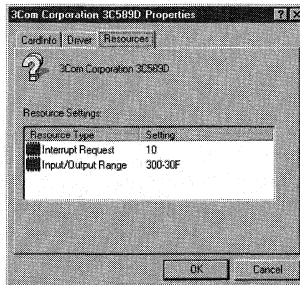 3Com Corporation 3C589D Properties
CardInfo Driver Resources
3Com Corporation 3C589D
Resource Settings:
Resource Type Setting
Interrupt Request 10
Input/Output Range 300-30F
OK Cancel